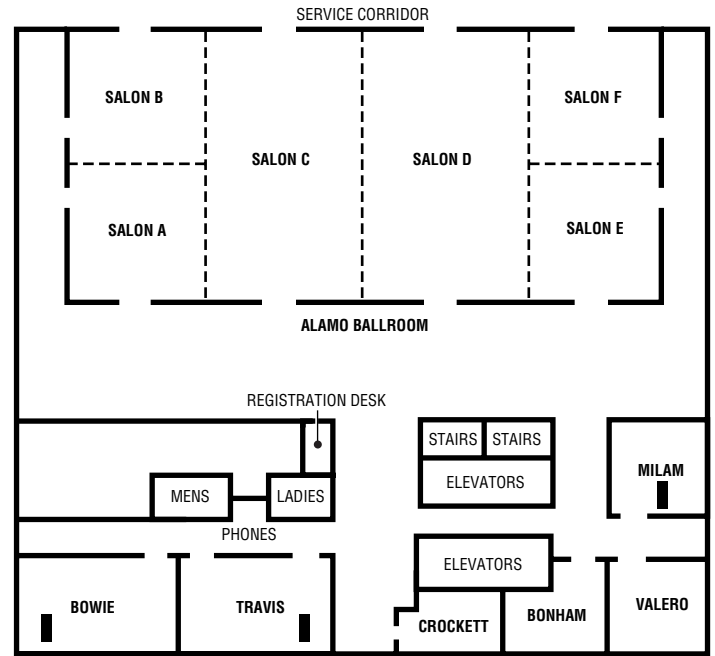 SERVICE CORRIDOR
SALON B
SALON F
SALON C
SALON D
SALON A
SALON E
ALAMO BALLROOM
REGISTRATION DESK
STAIRS
STAIRS
MILAM
ELEVATORS
MENS
LADIES
PHONES
ELEVATORS
BOWIE
TRAVIS
CROCKETT
BONHAM
VALERO